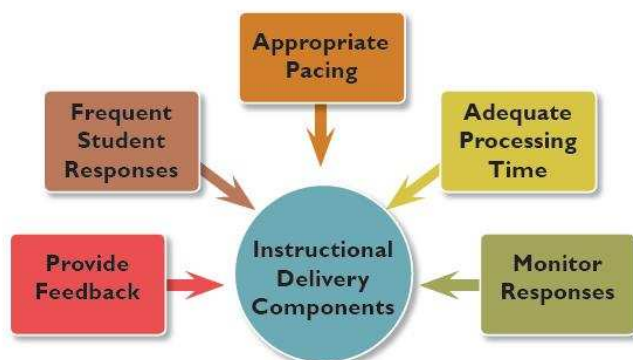 Appropriate
Pacing
Frequent
Student
Responses
Adequate
Processing
Time
Provide
Feedback
Instructional
Delivery
Components
Monitor
Responses